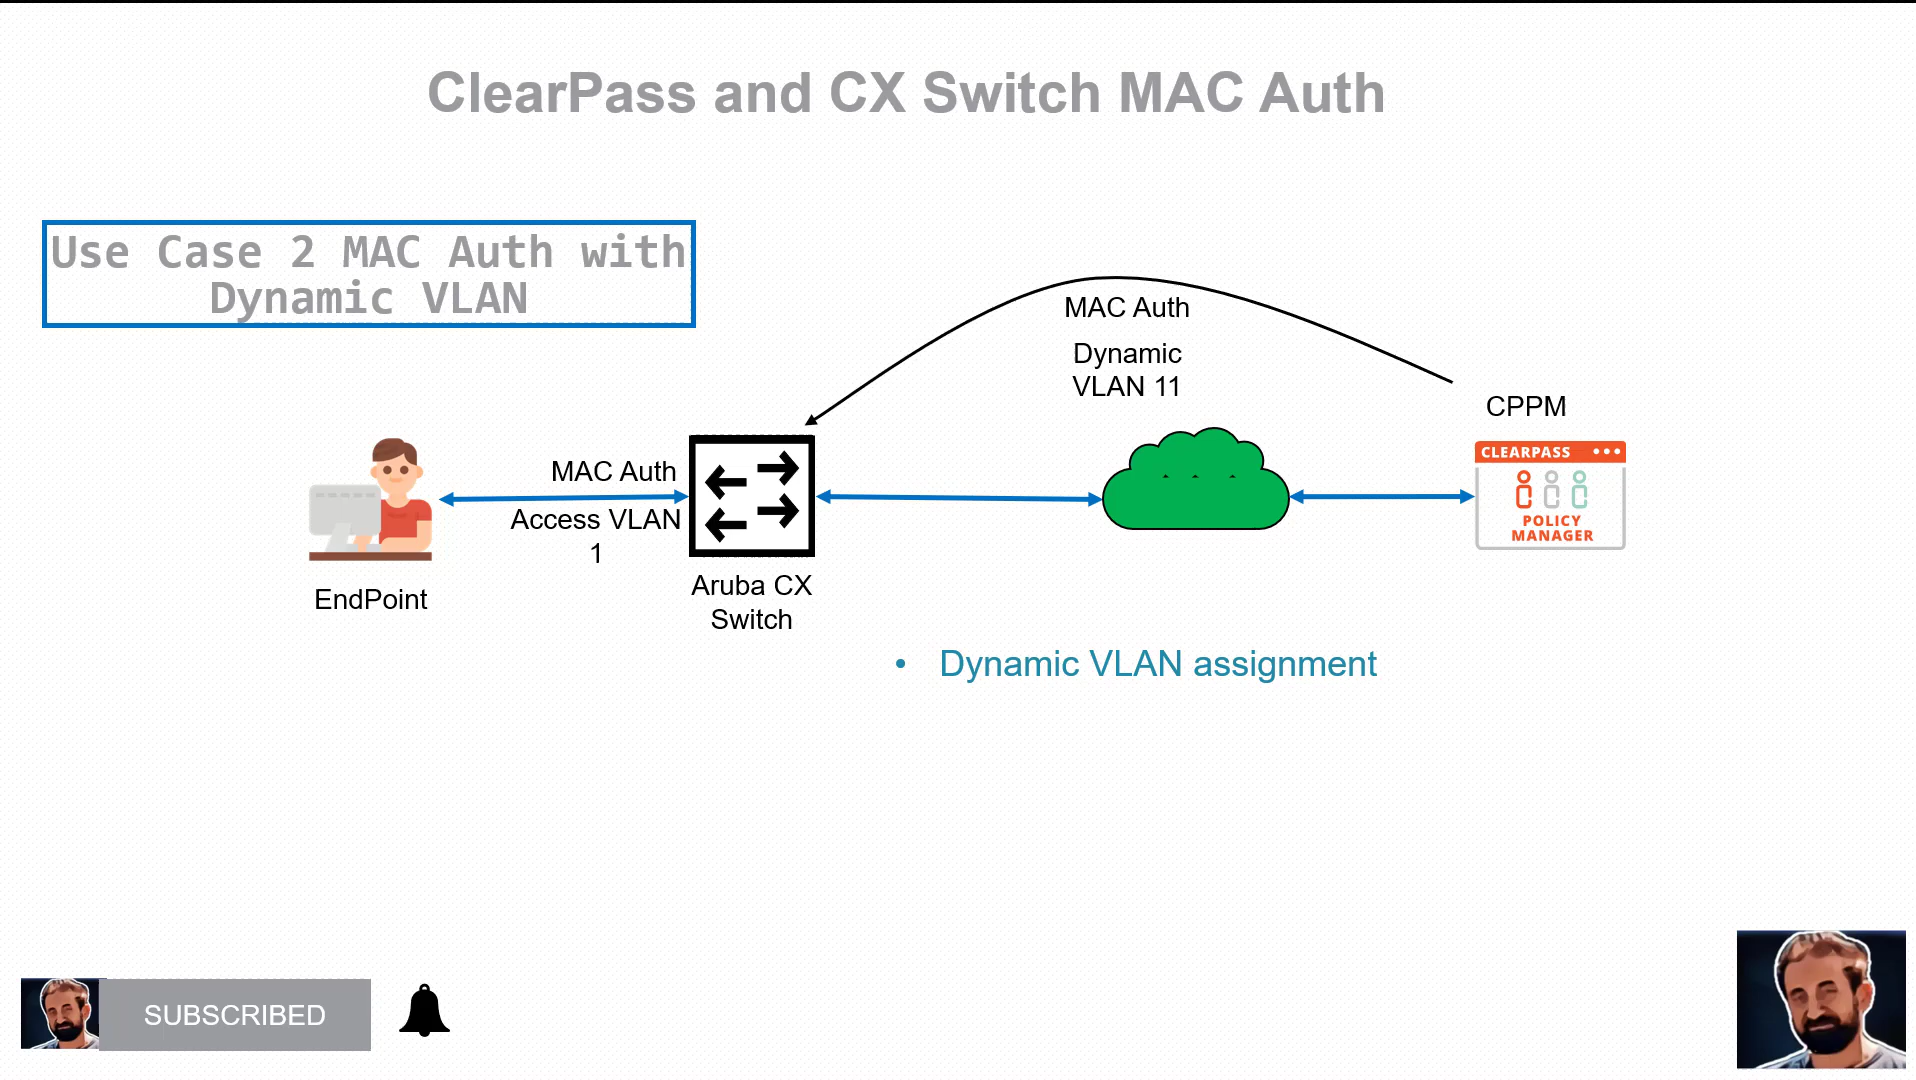 ClearPass and CX Switch MAC Auth
Use Case 2 MAC Auth with
Dynamic VLAN
MAC Auth
Dynamic
VLAN 11
CPPM
CLEARPASS
POLICY
MANAGER
MAC Auth
Access VLAN
1
EndPoint
Aruba CX
Switch
• Dynamic VLAN assignment
SUBSCRIBED